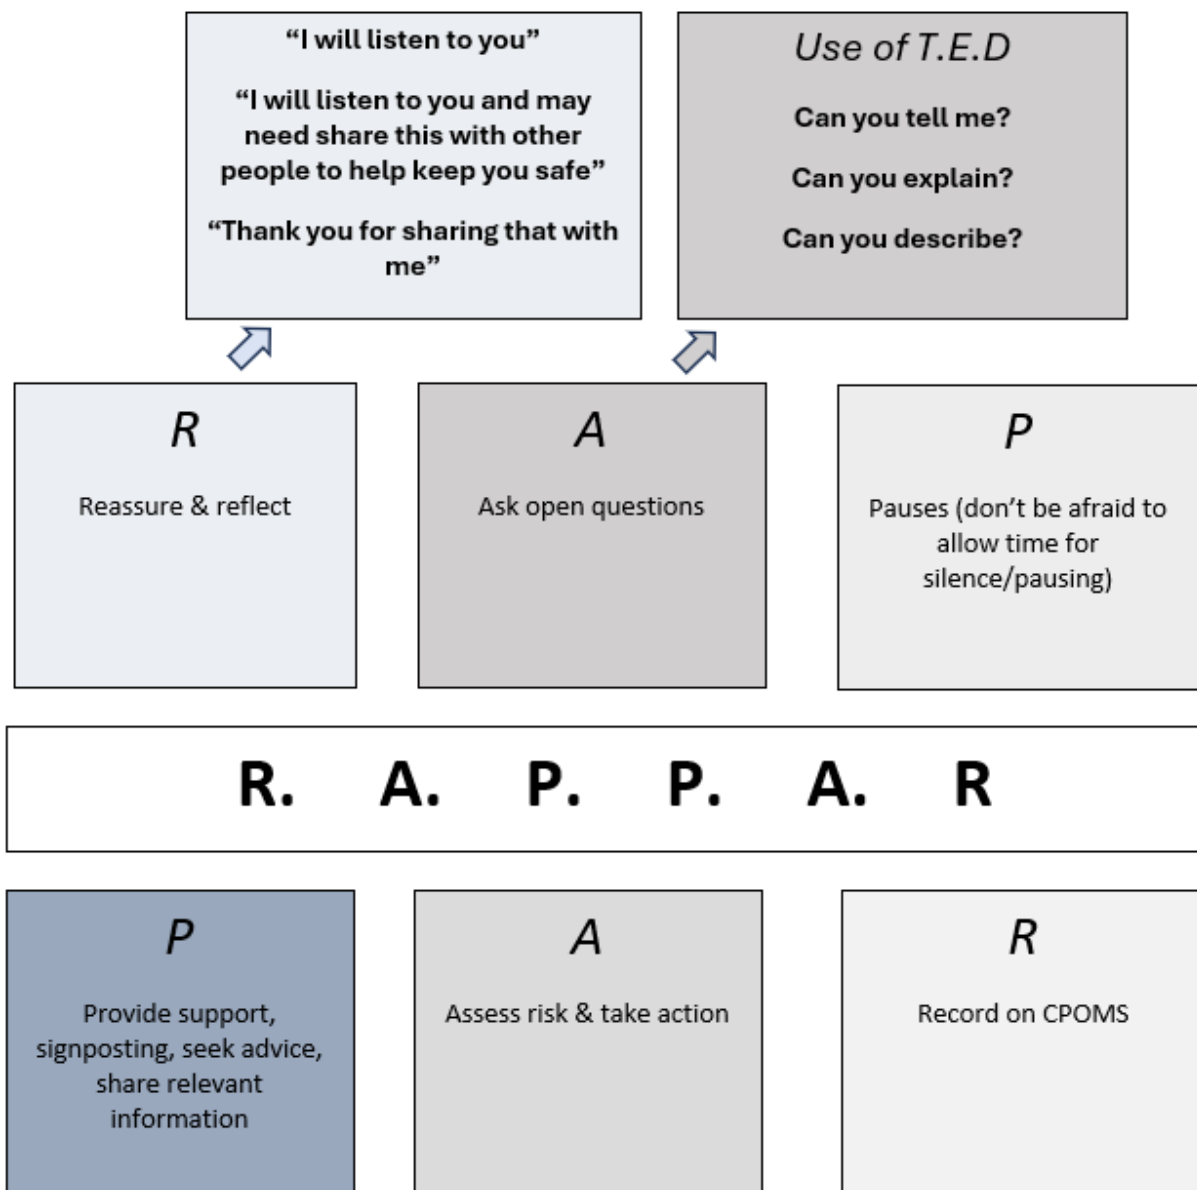 “I will listen to you”
“I will listen to you and may
need share this with other
people to help keep you safe”
“Thank you for sharing that with
me”
Use of T.E.D
Can you tell me?
Can you explain?
Can you describe?
R
Reassure & reflect
A
Ask open questions
P
Pauses (don’t be afraid to
allow time for
silence/pausing)
R. A. P. P. A. R
P
Provide support,
signposting, seek advice,
share relevant
information
A
Assess risk & take action
R
Record on CPOMS